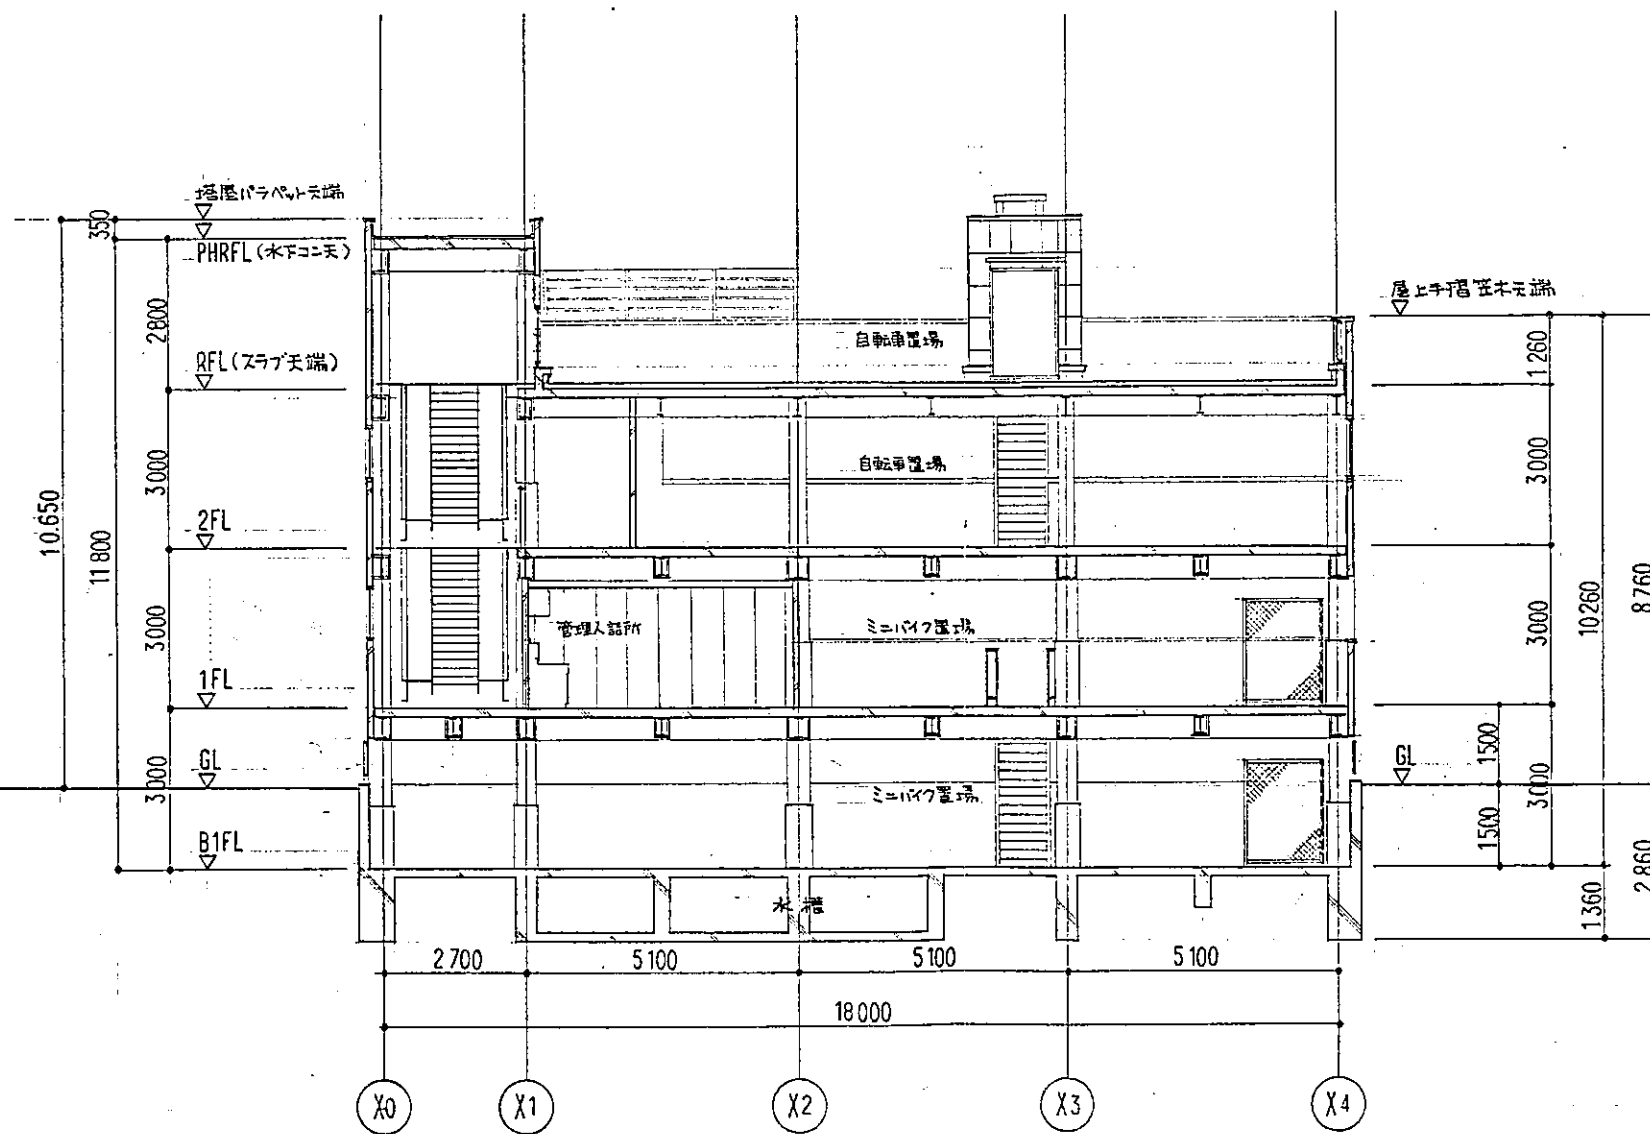 塔屋パラペット天端
350
PHRFL(水下コン天)
屋上手摺笠木天端
2800
自転車置場
1260
RFL(スラブ天端)
3000
自転車置場
3000
10.650
2FL
11800
8760
10260
3000
管理人詰所
ミニバイク置場
3000
1FL
1500
GL
GL
3000
ミニバイク置場
3000
1500
B1FL
2860
水槽
1360
2700
5100
5100
5100
18000
X0
X1
X2
X3
X4